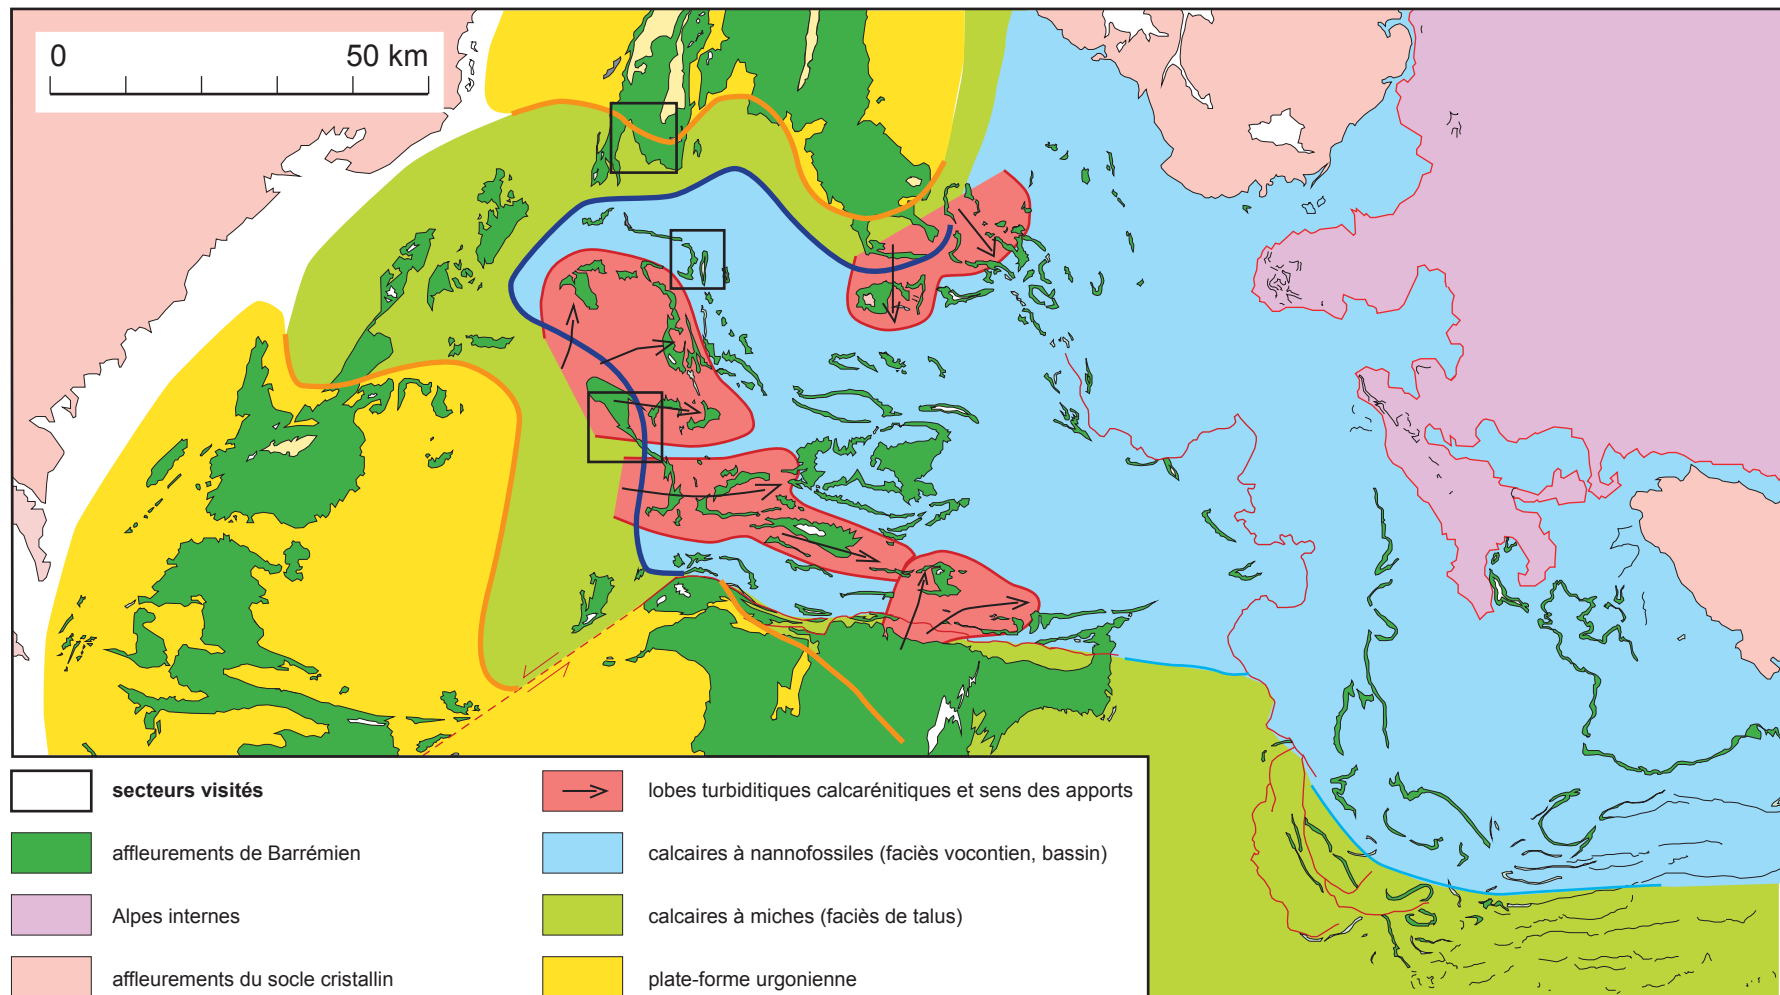 0 50 km
secteurs visités
affleurements de Barrémien
Alpes internes
affleurements du socle cristallin
lobes turbiditiques calcarénitiques et sens des apports
calcaires à nannofossiles (faciès vocontien, bassin)
calcaires à miches (faciès de talus)
plate-forme urgonienne